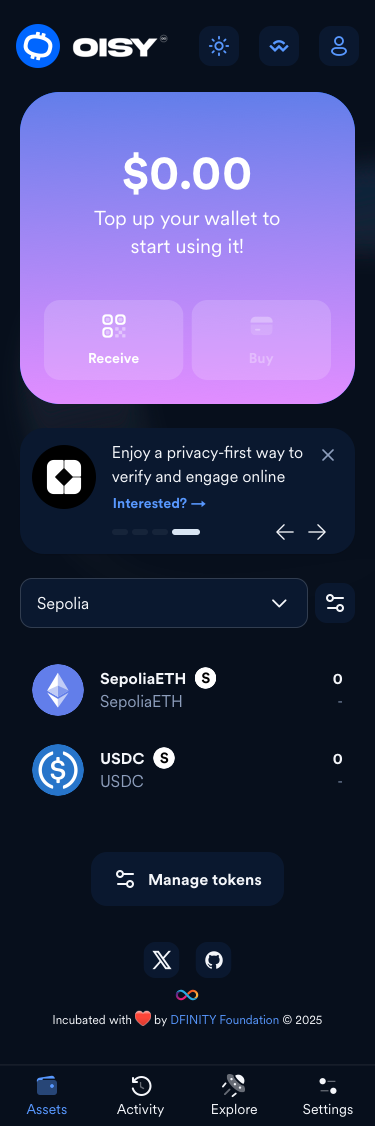 OISY
$0.00
Top up your wallet to
start using it!
Receive
Buy
Enjoy a privacy-first way to
verify and engage online
Interested? →
Sepolia
SepoliaETH S
0
SepoliaETH
-
USDC S
0
USDC
-
Manage tokens
Incubated with ❤️ by DFINITY Foundation © 2025
Assets
Activity
Explore
Settings